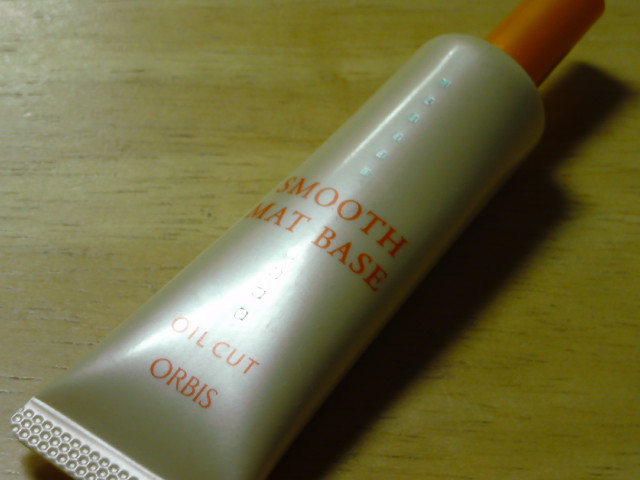 SMOOTH
MAT BASE
OIL CUT
ORBIS